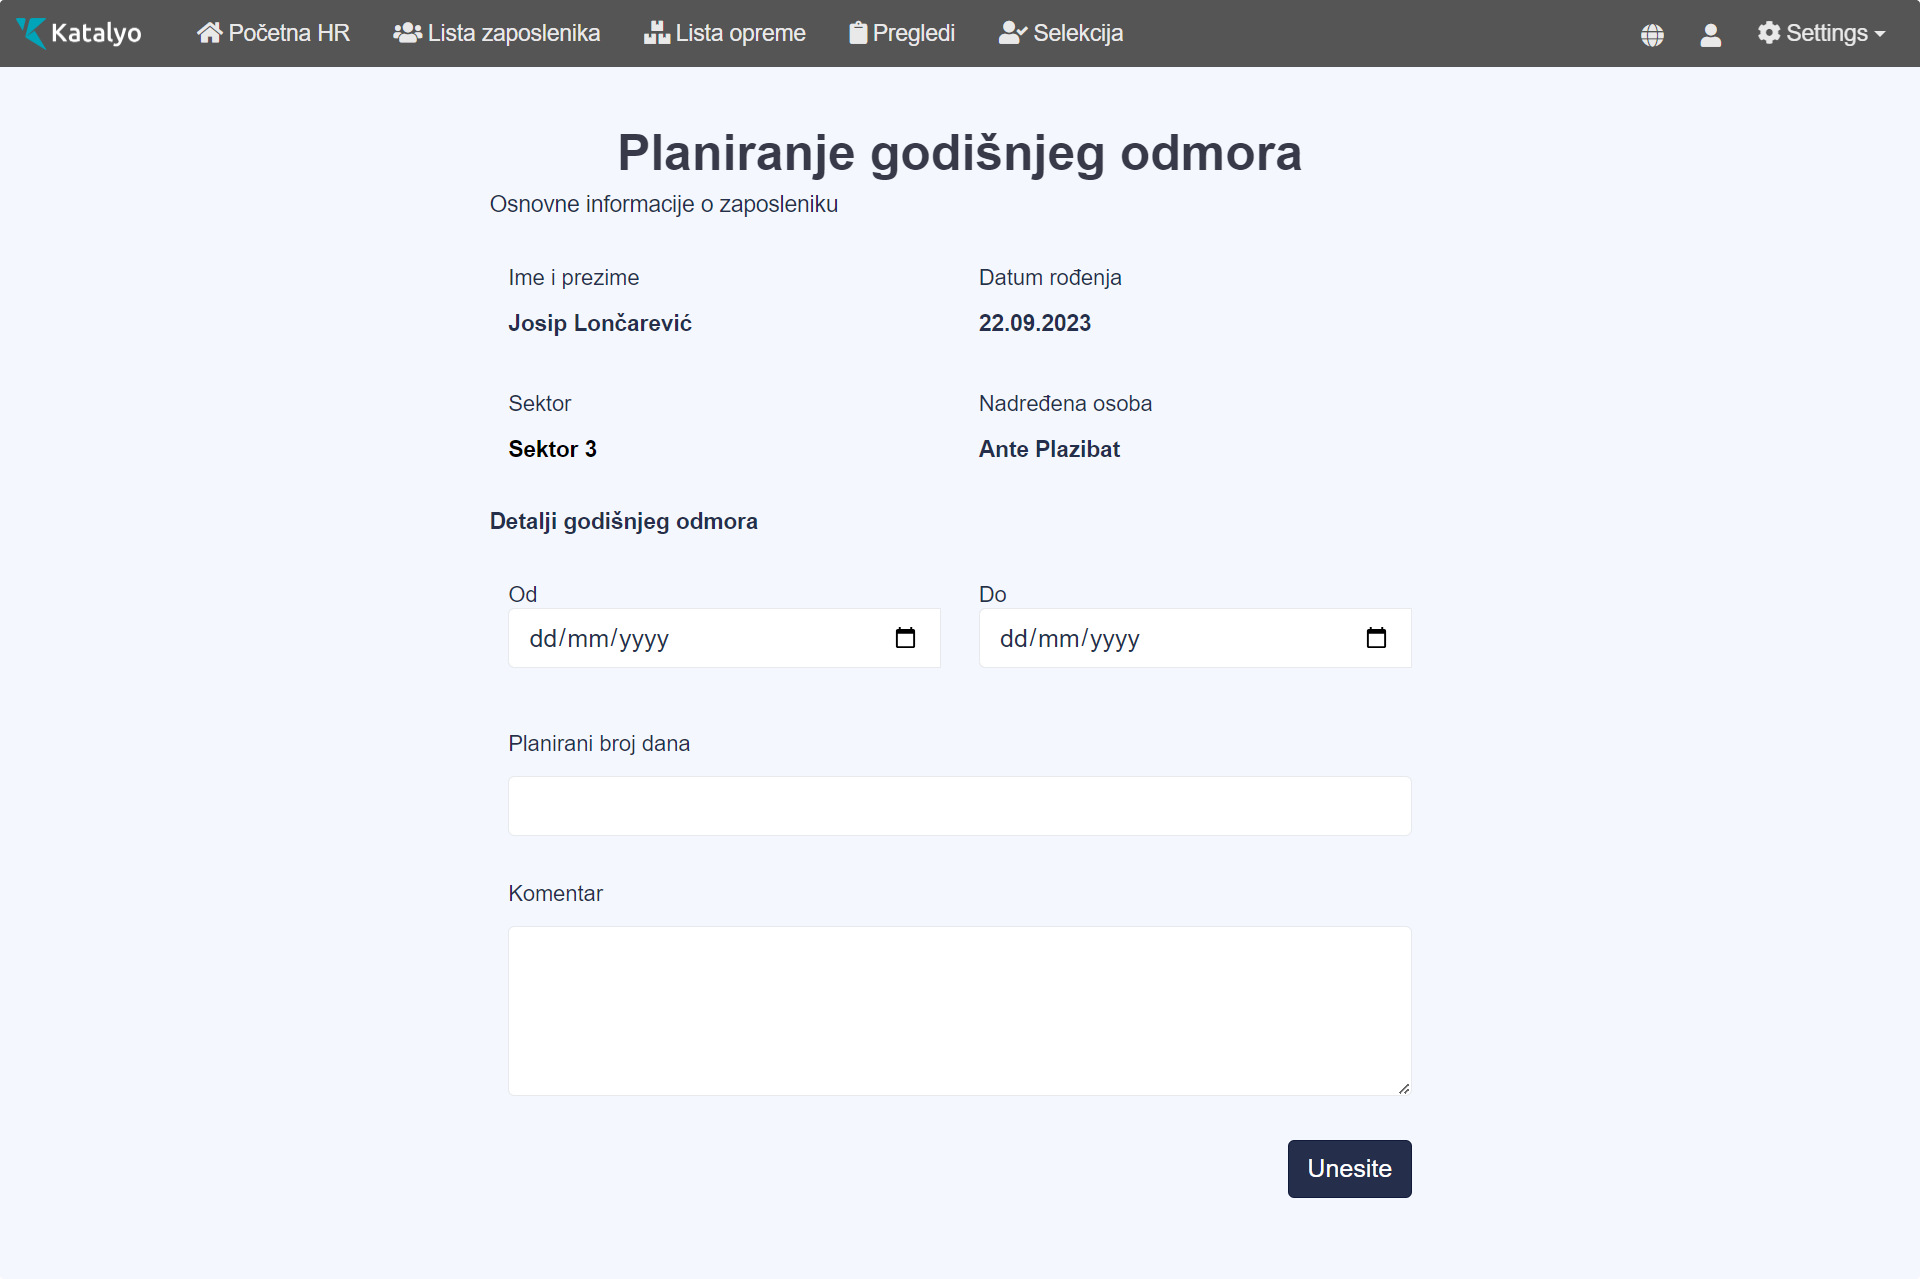 Katalyo Početna HR Lista zaposlenika Lista opreme Pregledi Selekcija Settings
Planiranje godišnjeg odmora
Osnovne informacije o zaposleniku
Ime i prezime Datum rođenja
Josip Lončarević 22.09.2023
Sektor Nadređena osoba
Sektor 3 Ante Plazibat
Detalji godišnjeg odmora
Od Do
dd/mm/yyyy dd/mm/yyyy
Planirani broj dana
Komentar
Unesite